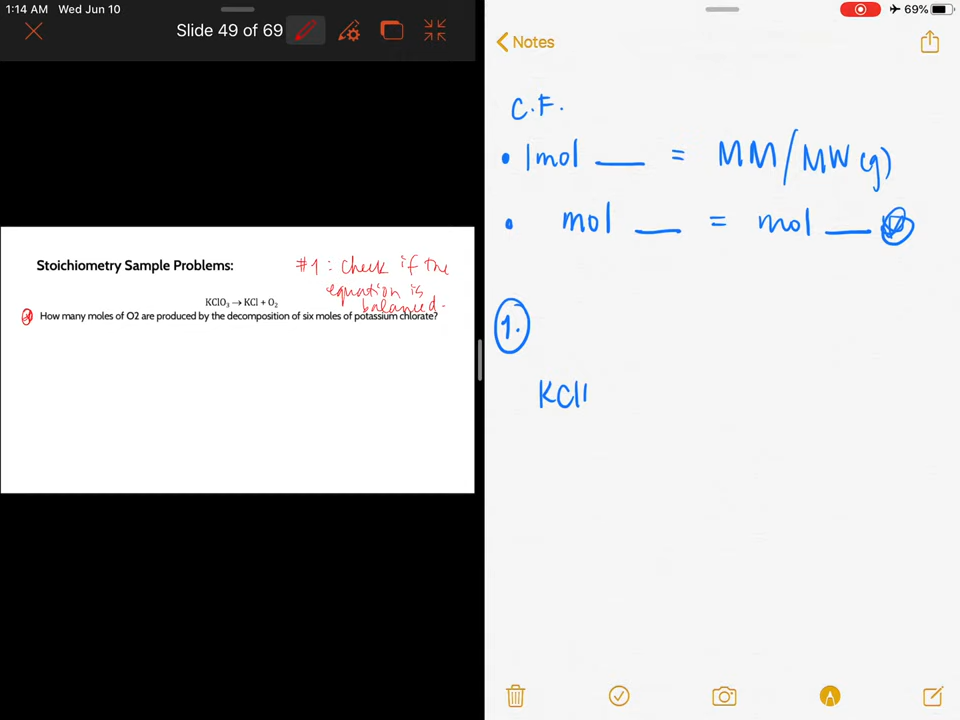 1:14 AM Wed Jun 10
69%
Slide 49 of 69
Notes
Stoichiometry Sample Problems:
#1 : Check if the
equation is
balanced.
KClO₃ → KCl + O₂
How many moles of O2 are produced by the decomposition of six moles of potassium chlorate?
C.F.
• 1mol ___ = MM/MW (g)
• mol ___ = mol ___
1.
KCl